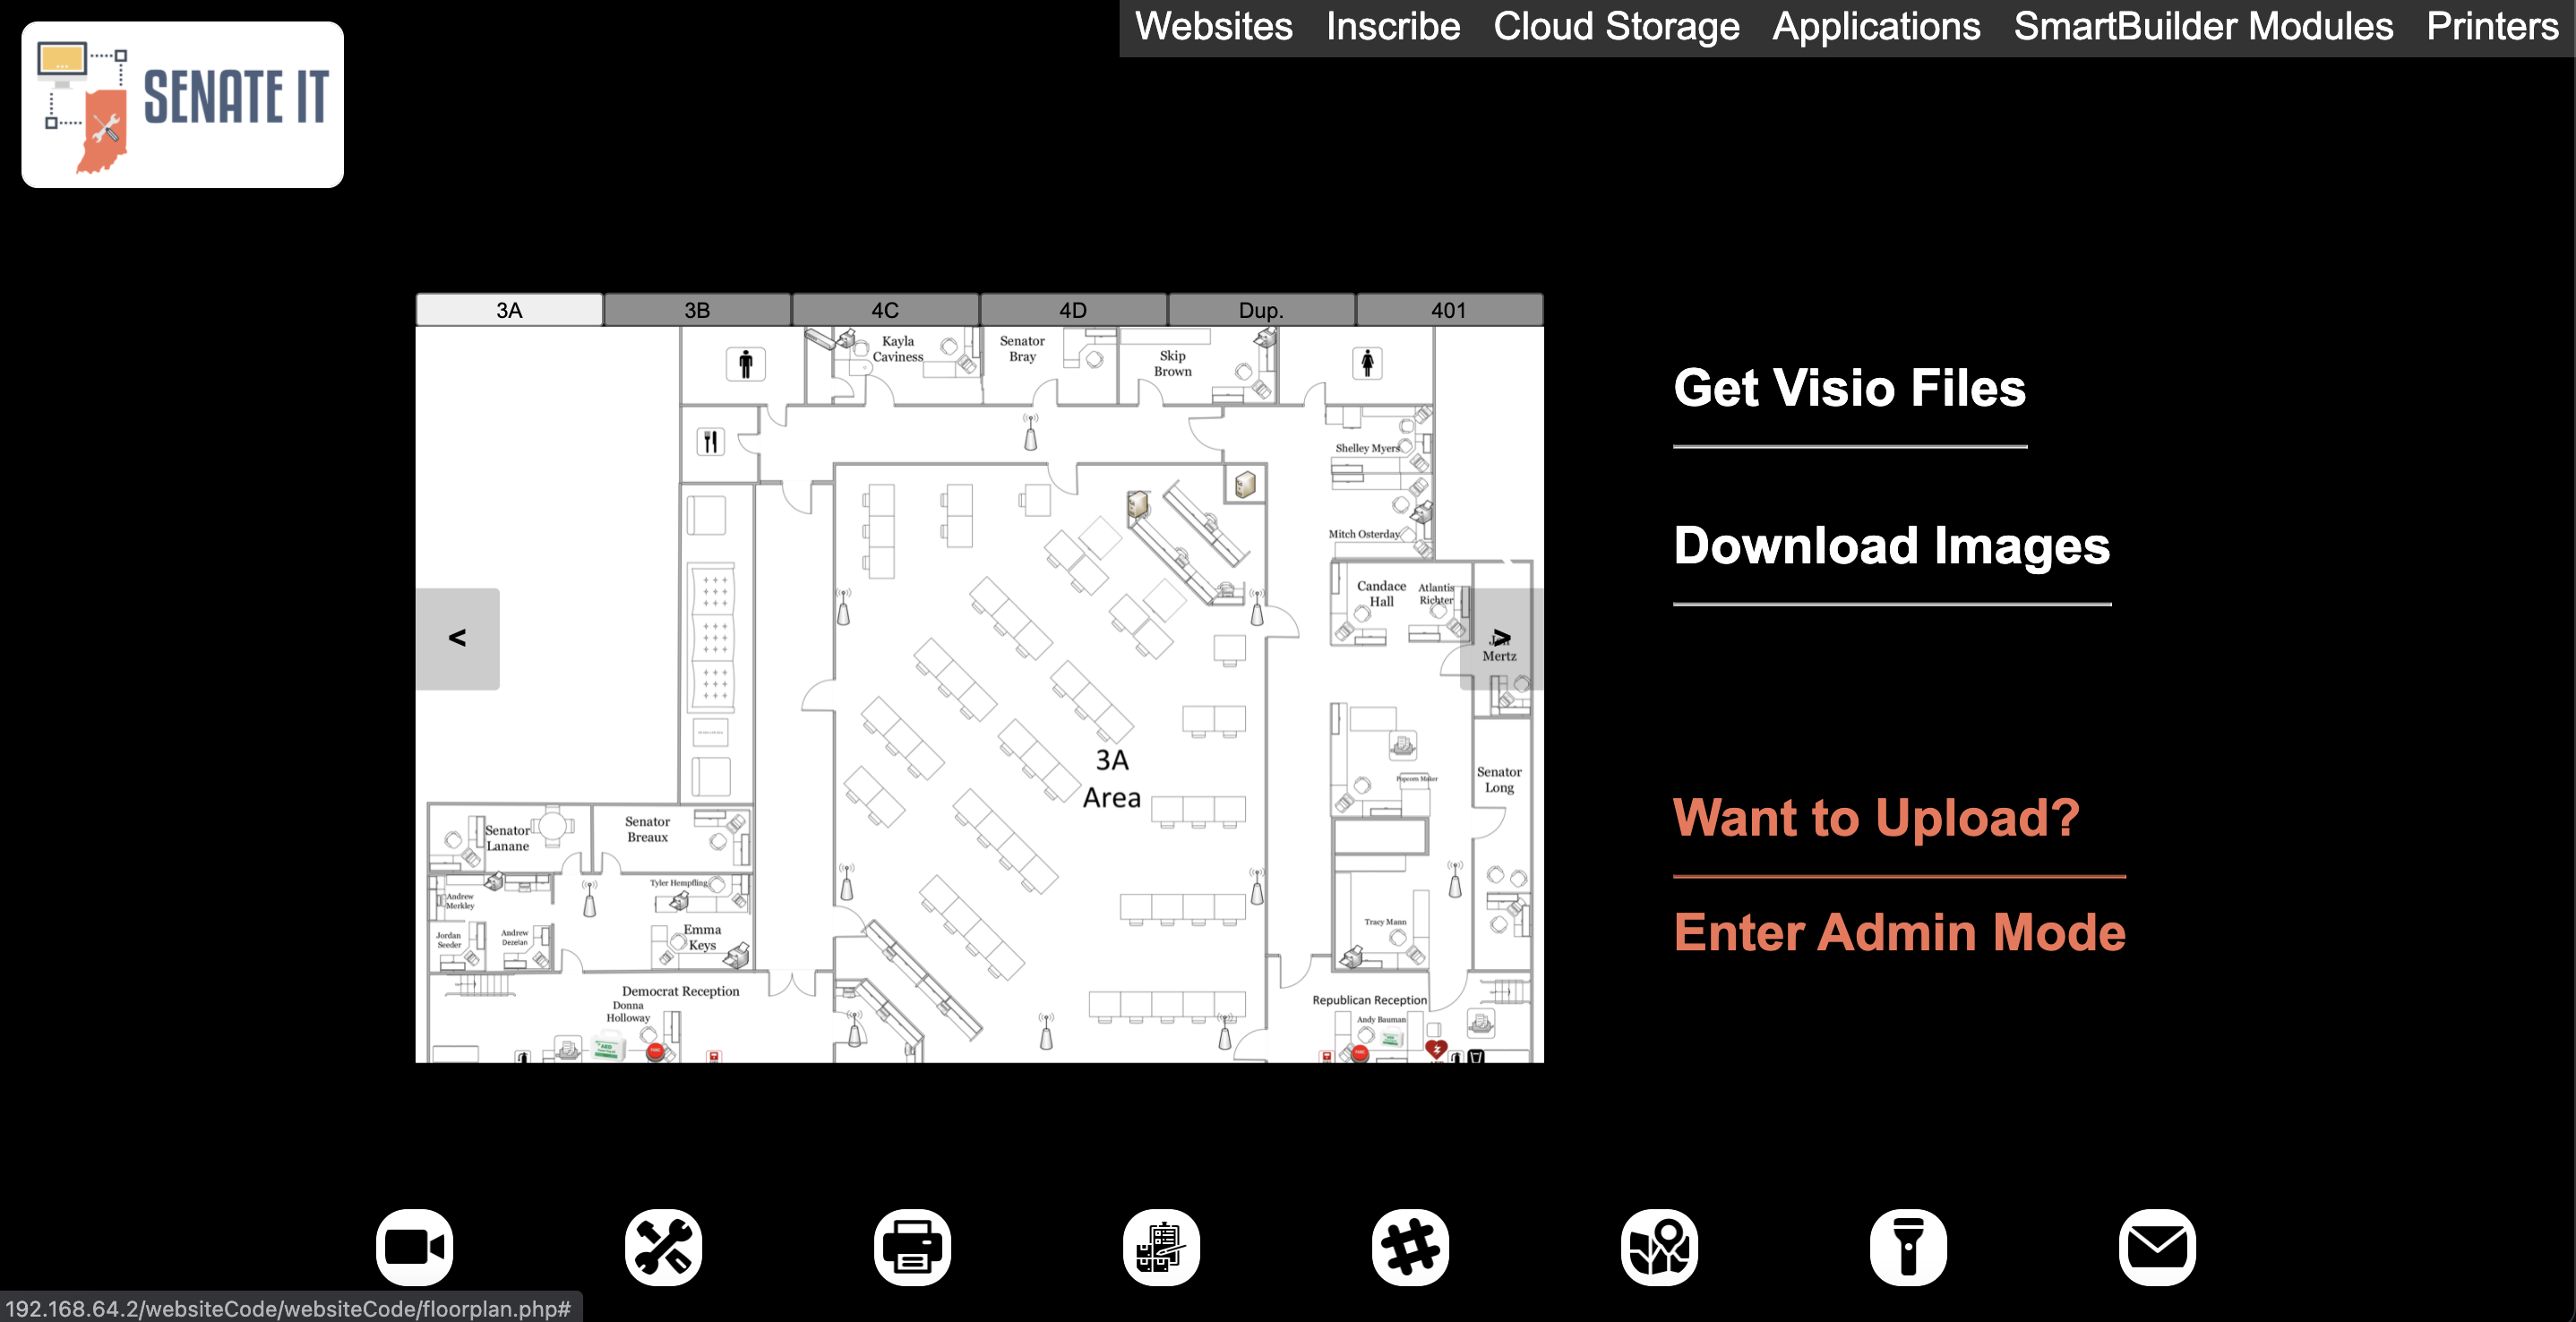 Websites Inscribe Cloud Storage Applications SmartBuilder Modules Printers
SENATE IT
3A 3B 4C 4D Dup. 401
Kayla
Caviness
Senator
Bray
Skip
Brown
Shelley Myers
Mitch Osterday
Candace
Hall
Atlantis
Richter
<
>
Mertz
3A
Area
Popcorn Maker
Senator
Long
Senator
Lanane
Senator
Breaux
Andrew
Merkley
Tyler Hempfling
Jordan
Seeder
Andrew
Dezelan
Emma
Keys
Tracy Mann
Democrat Reception
Donna
Holloway
AED
Republican Reception
Andy Bauman
Get Visio Files
Download Images
Want to Upload?
Enter Admin Mode
192.168.64.2/websiteCode/websiteCode/floorplan.php#